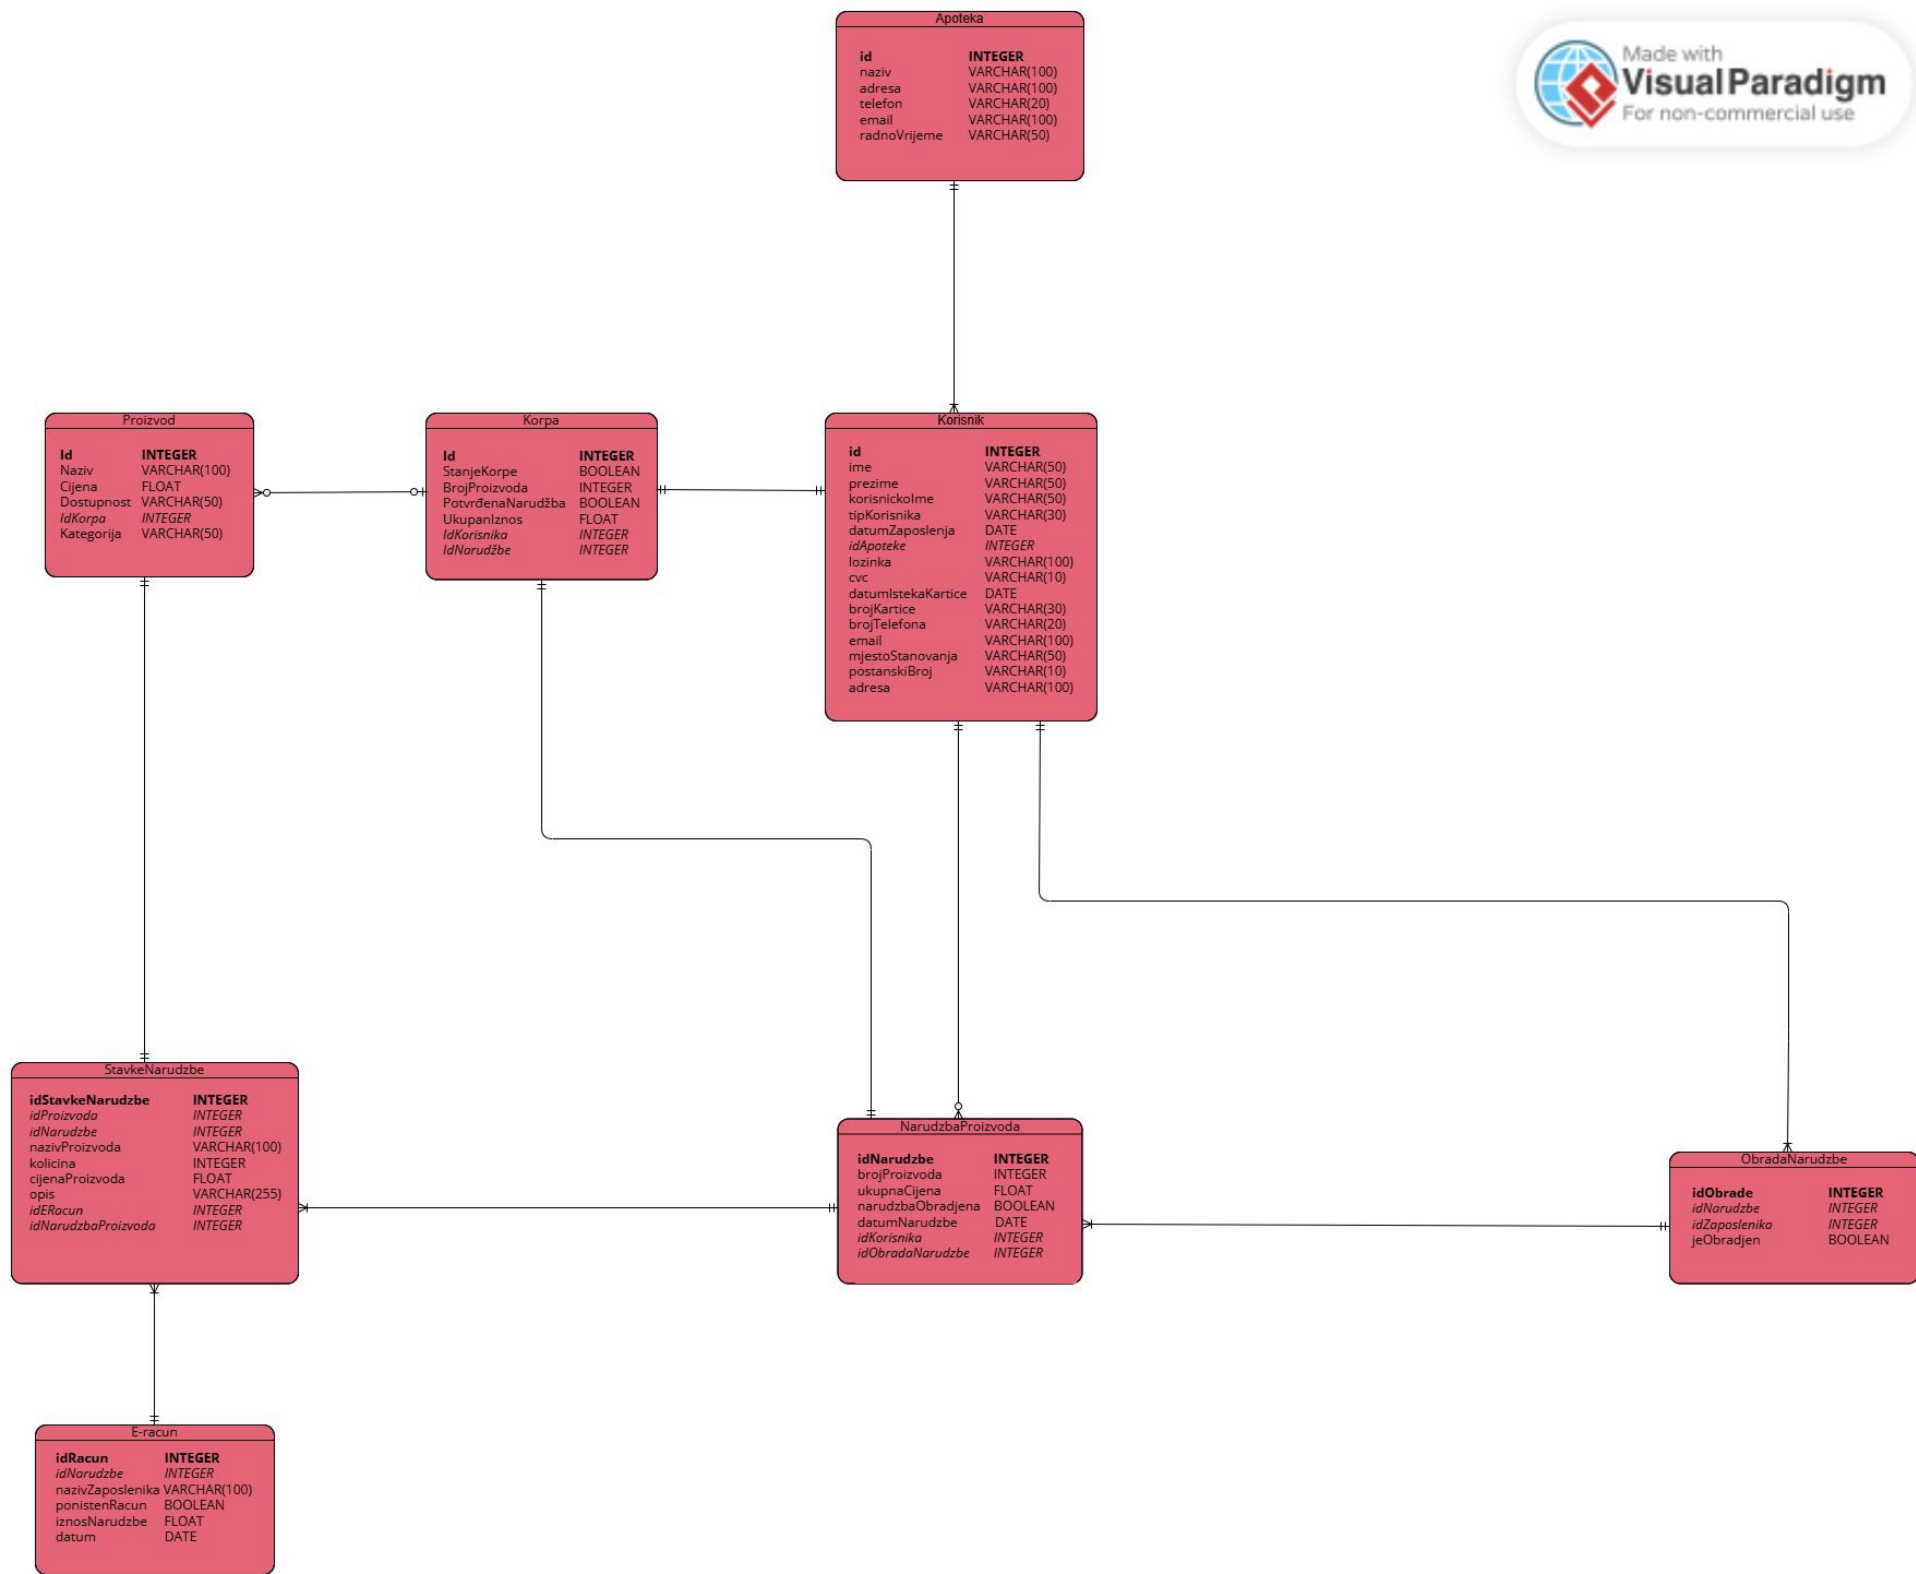 Apoteka
id INTEGER
naziv VARCHAR(100)
adresa VARCHAR(100)
telefon VARCHAR(20)
email VARCHAR(100)
radnoVrijeme VARCHAR(50)
Made with
Visual Paradigm
For non-commercial use
Proizvod
Id INTEGER
Naziv VARCHAR(100)
Cijena FLOAT
Dostupnost VARCHAR(50)
IdKorpa INTEGER
Kategorija VARCHAR(50)
Korpa
Id INTEGER
StanjeKorpe BOOLEAN
BrojProizvoda INTEGER
PotvrđenaNarudžba BOOLEAN
UkupanIznos FLOAT
IdKorisnika INTEGER
IdNarudžbe INTEGER
Korisnik
id INTEGER
ime VARCHAR(50)
prezime VARCHAR(50)
korisnickoIme VARCHAR(50)
tipKorisnika VARCHAR(30)
datumZaposlenja DATE
idApoteke INTEGER
lozinka VARCHAR(100)
cvc VARCHAR(10)
datumIstekaKartice DATE
brojKartice VARCHAR(30)
brojTelefona VARCHAR(20)
email VARCHAR(100)
mjestoStanovanja VARCHAR(50)
postanskiBroj VARCHAR(10)
adresa VARCHAR(100)
StavkeNarudzbe
idStavkeNarudzbe INTEGER
idProizvoda INTEGER
idNarudzbe INTEGER
nazivProizvoda VARCHAR(100)
kolicina INTEGER
cijenaProizvoda FLOAT
opis VARCHAR(255)
idERacun INTEGER
idNarudzbaProizvoda INTEGER
NarudzbaProizvoda
idNarudzbe INTEGER
brojProizvoda INTEGER
ukupnaCijena FLOAT
narudzbaObradjena BOOLEAN
datumNarudzbe DATE
idKorisnika INTEGER
idObradaNarudzbe INTEGER
ObradaNarudzbe
idObrade INTEGER
idNarudzbe INTEGER
idZaposlenika INTEGER
jeObradjen BOOLEAN
E-racun
idRacun INTEGER
idNarudzbe INTEGER
nazivZaposlenika VARCHAR(100)
ponistenRacun BOOLEAN
iznosNarudzbe FLOAT
datum DATE